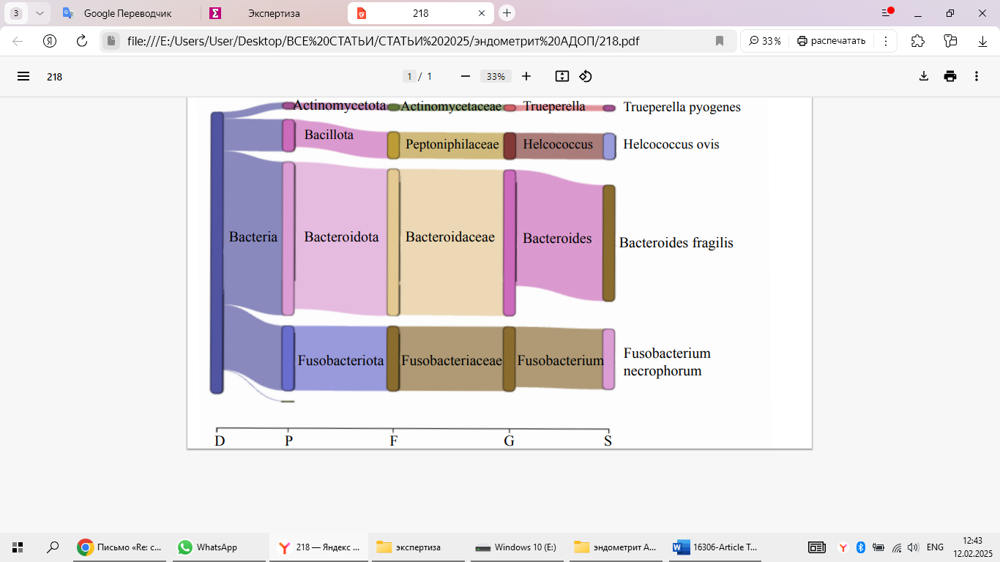 3
Google Переводчик
Экспертиза
218
file:///E:/Users/User/Desktop/ВСЕ%20СТАТЬИ/СТАТЬИ%202025/эндометрит%20АДОП/218.pdf
33 %
распечатать
218
1 / 1
33%
Actinomycetota
Actinomycetaceae
Trueperella
Trueperella pyogenes
Bacillota
Peptoniphilaceae
Helcococcus
Helcococcus ovis
Bacteria
Bacteroidota
Bacteroidaceae
Bacteroides
Bacteroides fragilis
Fusobacteriota
Fusobacteriaceae
Fusobacterium
Fusobacterium
necrophorum
D P F G S
Письмо «Re: с...
WhatsApp
218 — Яндекс ...
экспертиза
Windows 10 (E:)
эндометрит А...
16306-Article T...
ENG
12:43
12.02.2025